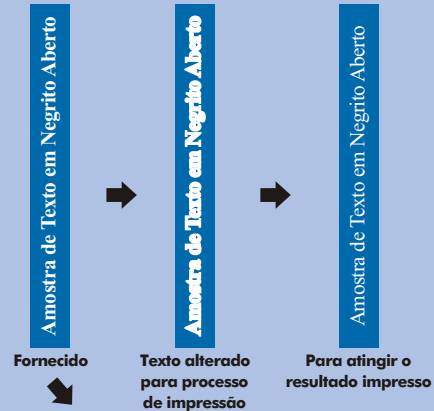 Amostra de Texto em Negrito Aberto
Amostra de Texto em Negrito Aberto
Amostra de Texto em Negrito Aberto
Fornecido
Texto alterado
para processo
de impressão
Para atingir o
resultado impresso